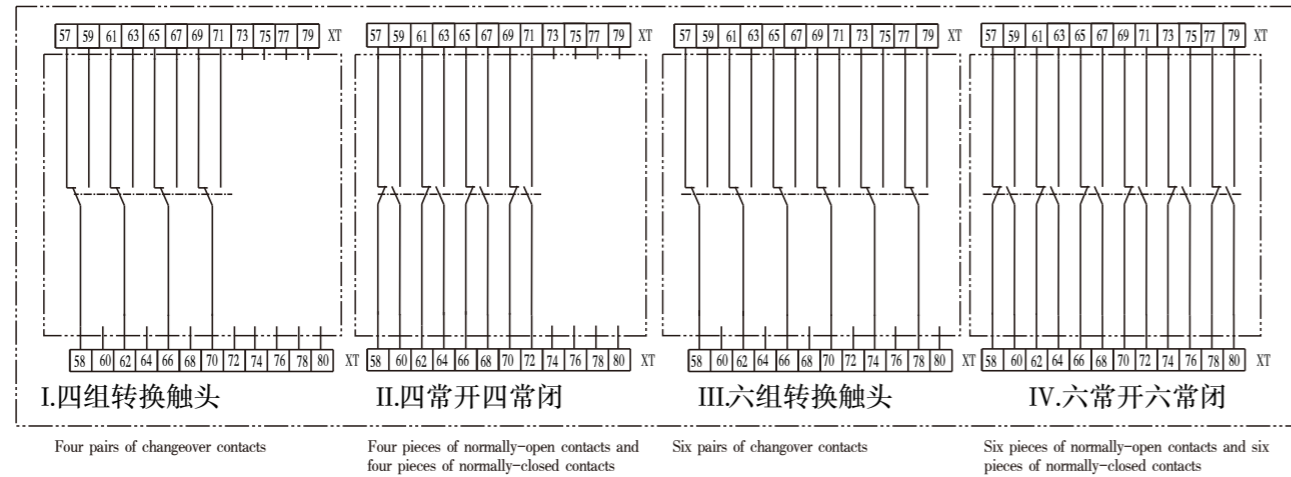 57 59 61 63 65 67 69 71 73 75 77 79 XT
57 59 61 63 65 67 69 71 73 75 77 79 XT
57 59 61 63 65 67 69 71 73 75 77 79 XT
57 59 61 63 65 67 69 71 73 75 77 79 XT
58 60 62 64 66 68 70 72 74 76 78 80 XT
58 60 62 64 66 68 70 72 74 76 78 80 XT
58 60 62 64 66 68 70 72 74 76 78 80 XT
58 60 62 64 66 68 70 72 74 76 78 80 XT
I.四组转换触头
II.四常开四常闭
III.六组转换触头
IV.六常开六常闭
Four pairs of changeover contacts
Four pieces of normally-open contacts and
four pieces of normally-closed contacts
Six pairs of changover contacts
Six pieces of normally-open contacts and six
pieces of normally-closed contacts